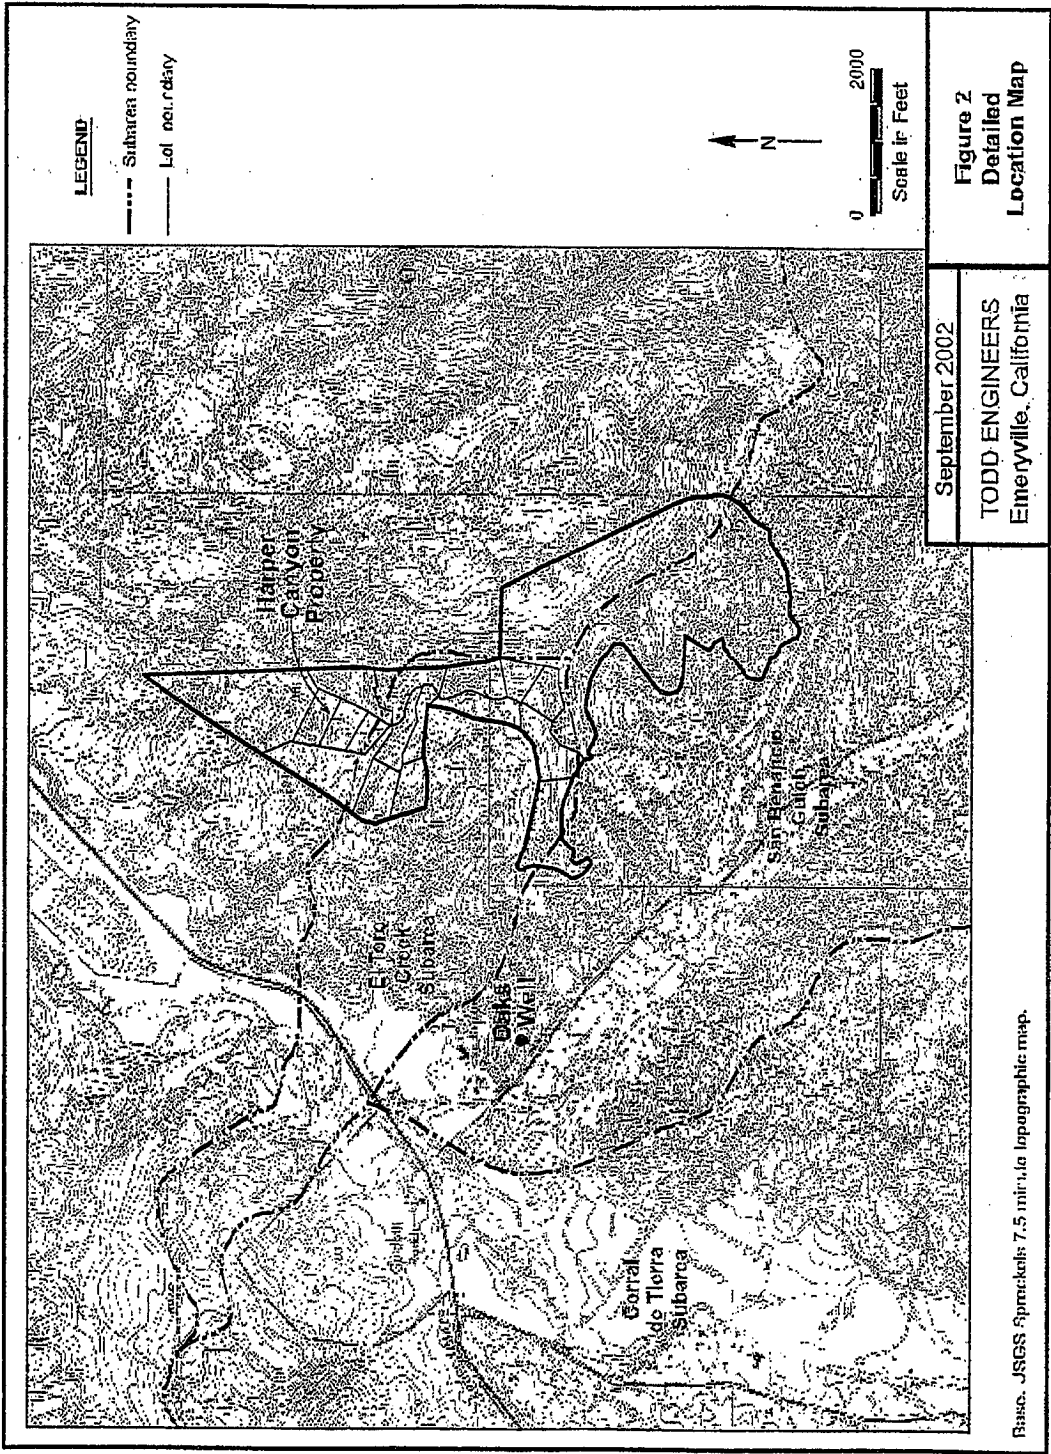 LEGEND
Subarea boundary
Lot boundary
Harper
Canyon
Property
El Toro
Creek
Subarea
Oaks
Well
San Benancio
Gulch
Subarea
Corral
de Tierra
Subarea
N
0 2000
Scale in Feet
September 2002
TODD ENGINEERS
Emeryville, California
Figure 2
Detailed
Location Map
Base. USGS Spreckels 7.5 minute topographic map.